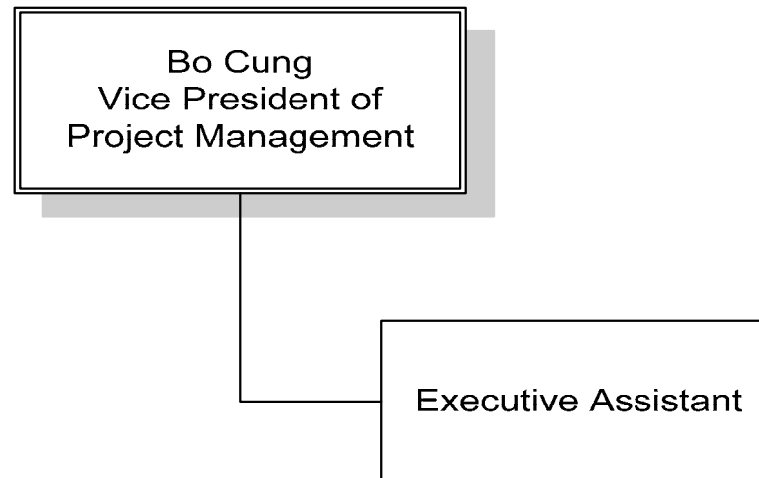 Bo Cung
Vice President of
Project Management
Executive Assistant